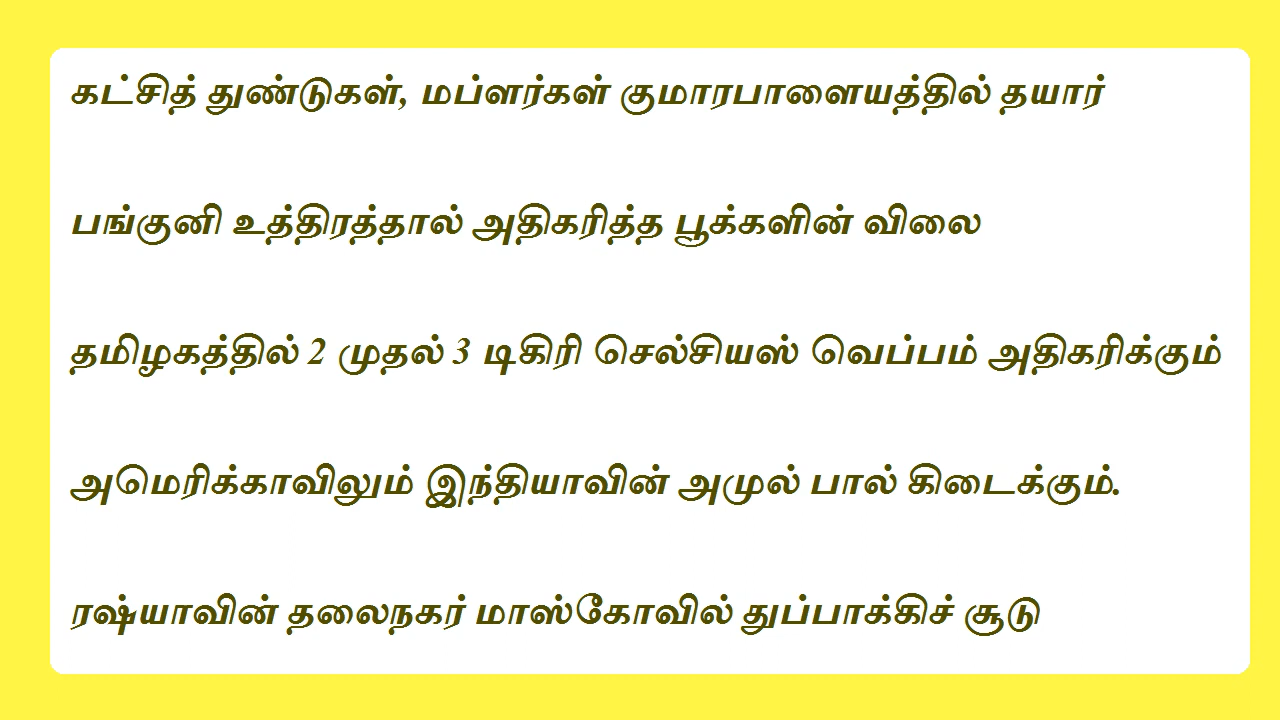 கட்சித் துண்டுகள், மப்ளர்கள் குமாரபாளையத்தில் தயார்
பங்குனி உத்திரத்தால் அதிகரித்த பூக்களின் விலை
தமிழகத்தில் 2 முதல் 3 டிகிரி செல்சியஸ் வெப்பம் அதிகரிக்கும்
அமெரிக்காவிலும் இந்தியாவின் அமுல் பால் கிடைக்கும்.
ரஷ்யாவின் தலைநகர் மாஸ்கோவில் துப்பாக்கிச் சூடு